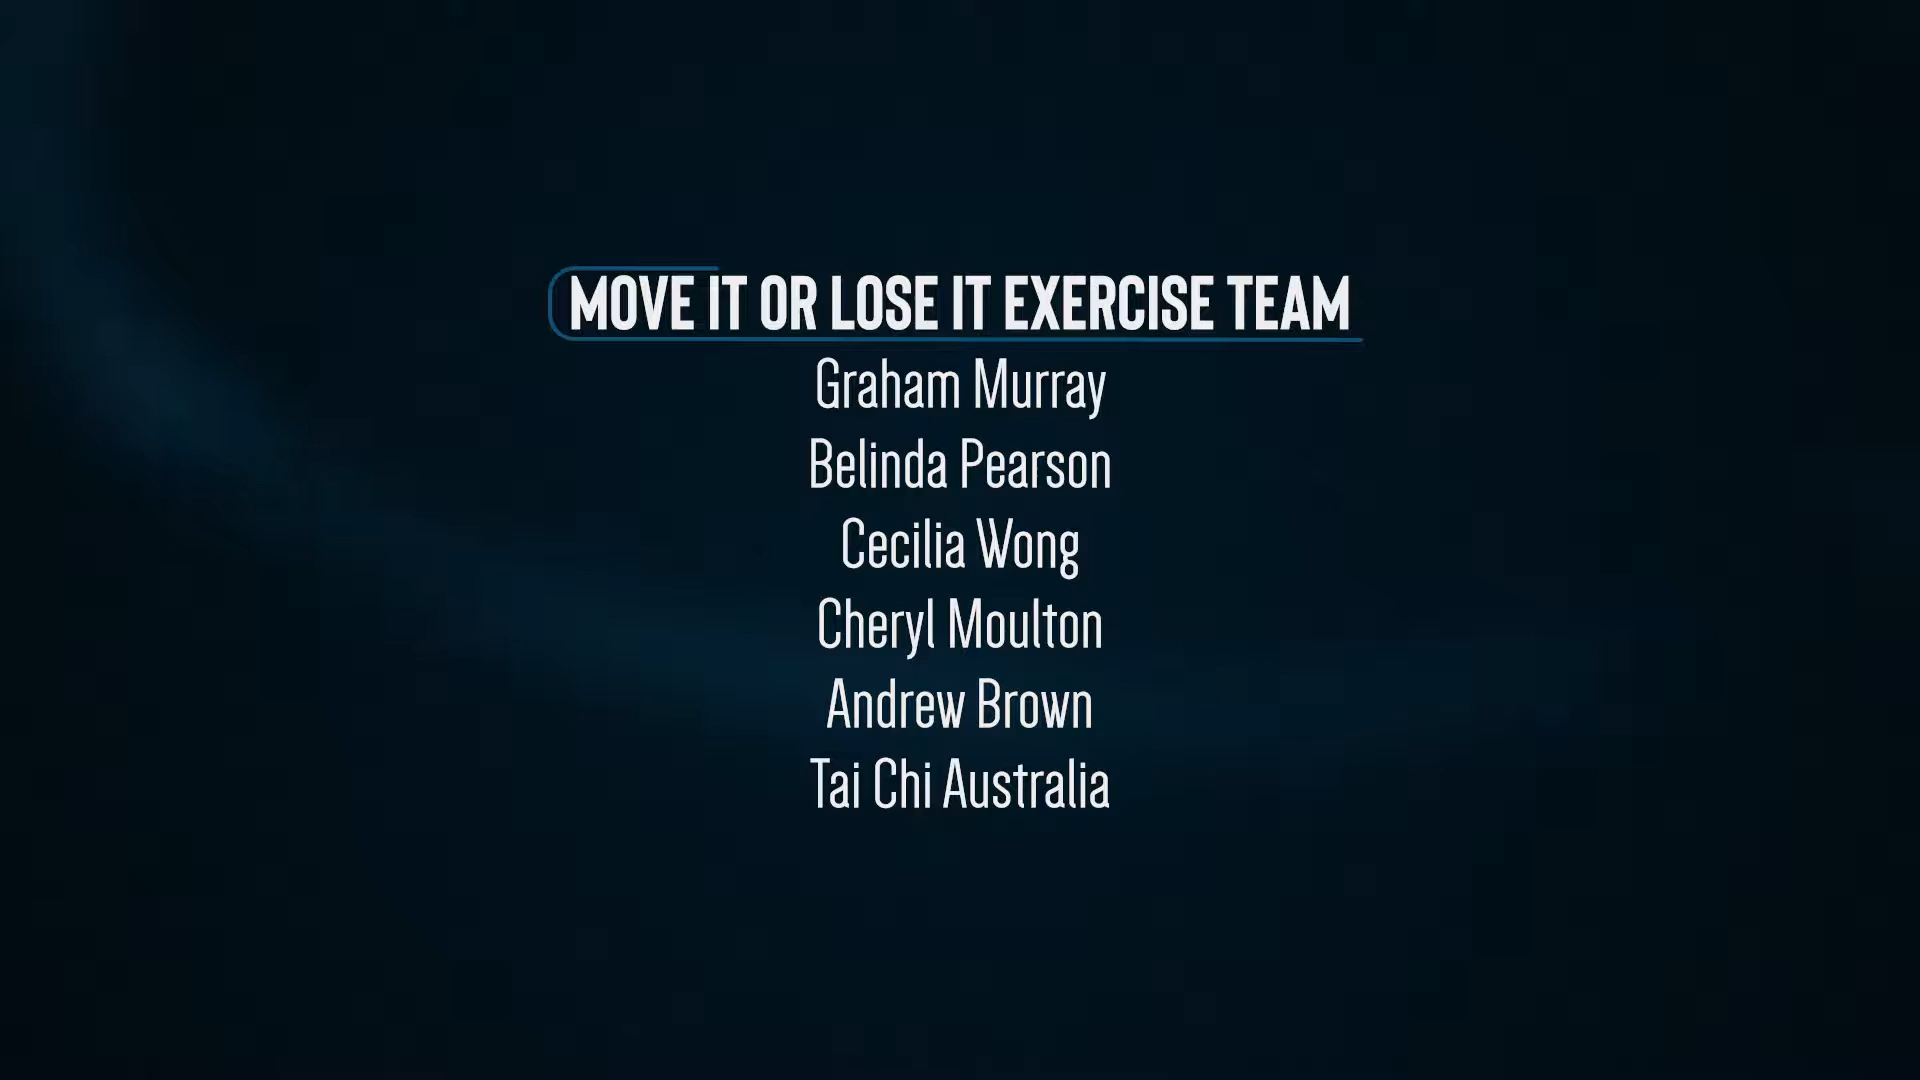 MOVE IT OR LOSE IT EXERCISE TEAM
Graham Murray
Belinda Pearson
Cecilia Wong
Cheryl Moulton
Andrew Brown
Tai Chi Australia